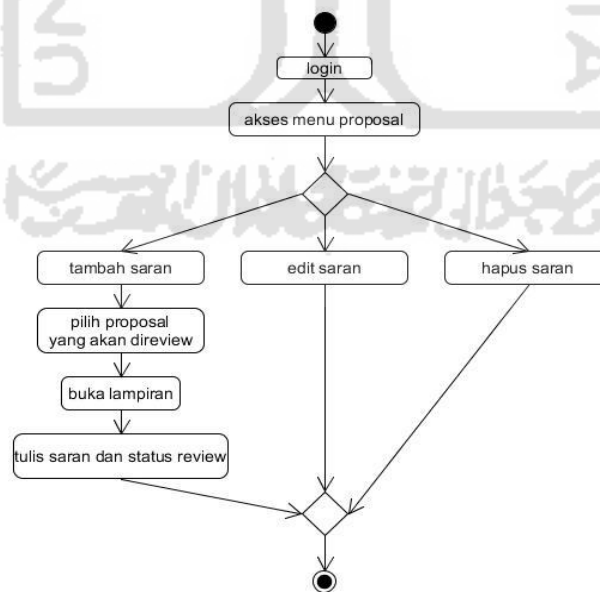 login
akses menu proposal
tambah saran
edit saran
hapus saran
pilih proposal
yang akan direview
buka lampiran
tulis saran dan status review